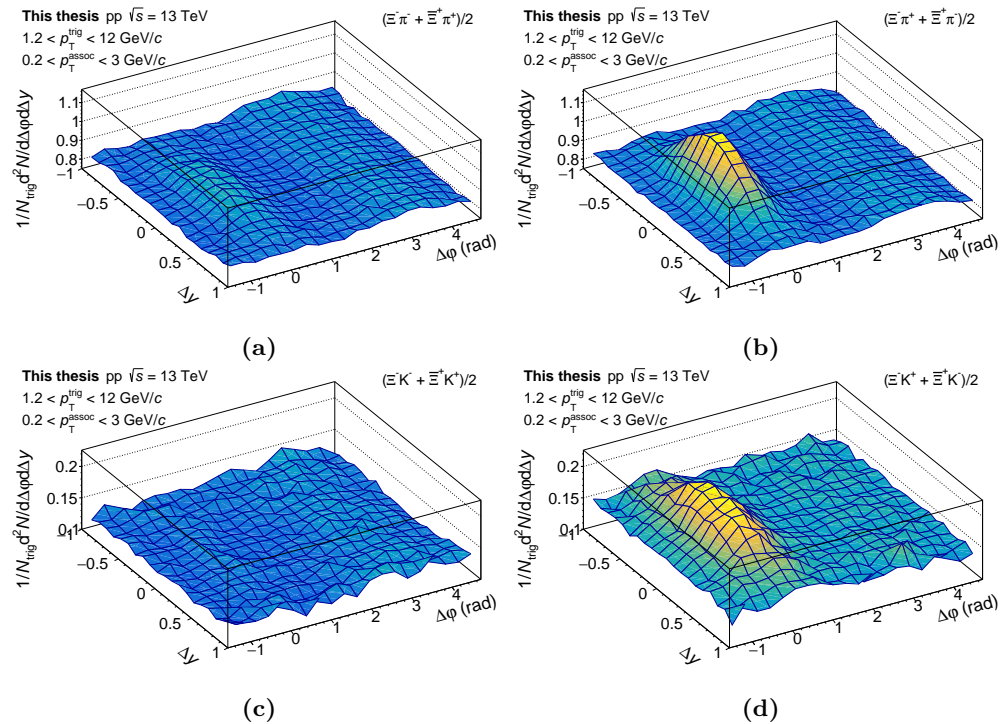 This thesis pp √s = 13 TeV
(Ξ⁻π⁻ + Ξ̅⁺π⁺)/2
1.2 < p_T^trig < 12 GeV/c
0.2 < p_T^assoc < 3 GeV/c
1/N_trig d²N/dΔφdΔy
1.1
1
0.9
0.8
−1
−0.5
0
0.5
1
Δy
−1
0
1
2
3
4
Δφ (rad)
(a)
This thesis pp √s = 13 TeV
(Ξ⁻π⁺ + Ξ̅⁺π⁻)/2
1.2 < p_T^trig < 12 GeV/c
0.2 < p_T^assoc < 3 GeV/c
1/N_trig d²N/dΔφdΔy
1.1
1
0.9
0.8
−1
−0.5
0
0.5
1
Δy
−1
0
1
2
3
4
Δφ (rad)
(b)
This thesis pp √s = 13 TeV
(Ξ⁻K⁻ + Ξ̅⁺K⁺)/2
1.2 < p_T^trig < 12 GeV/c
0.2 < p_T^assoc < 3 GeV/c
1/N_trig d²N/dΔφdΔy
0.2
0.15
−0.5
0
0.5
1
Δy
−1
0
1
2
3
4
Δφ (rad)
(c)
This thesis pp √s = 13 TeV
(Ξ⁻K⁺ + Ξ̅⁺K⁻)/2
1.2 < p_T^trig < 12 GeV/c
0.2 < p_T^assoc < 3 GeV/c
1/N_trig d²N/dΔφdΔy
0.2
0.15
−0.5
0
0.5
1
Δy
−1
0
1
2
3
4
Δφ (rad)
(d)